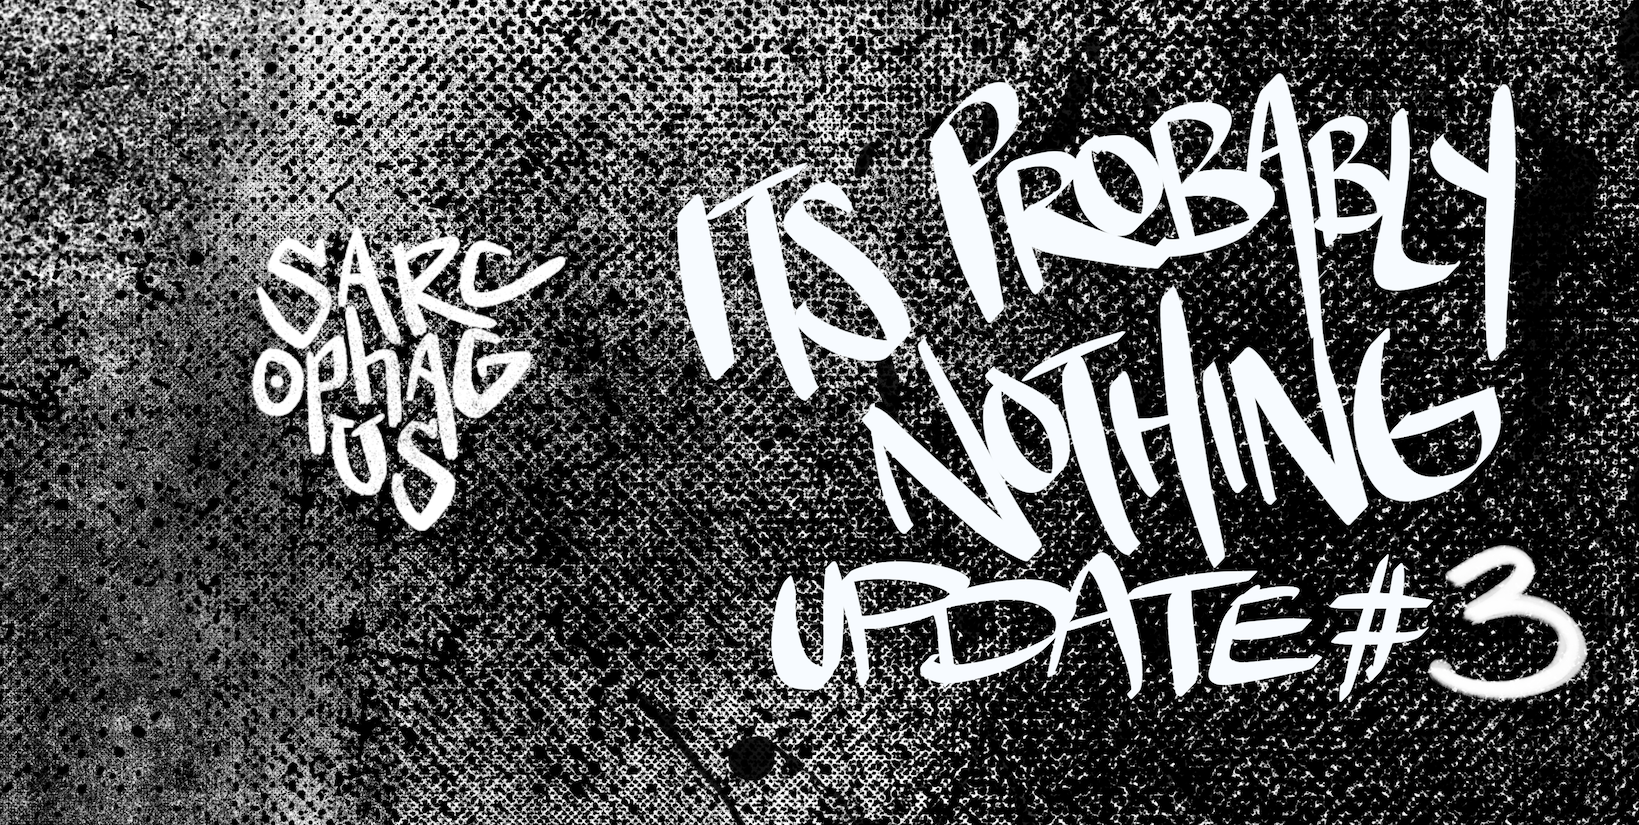 SARC
OPhAG
US
ITS PROBABLY
NOTHING
UPDATE #3